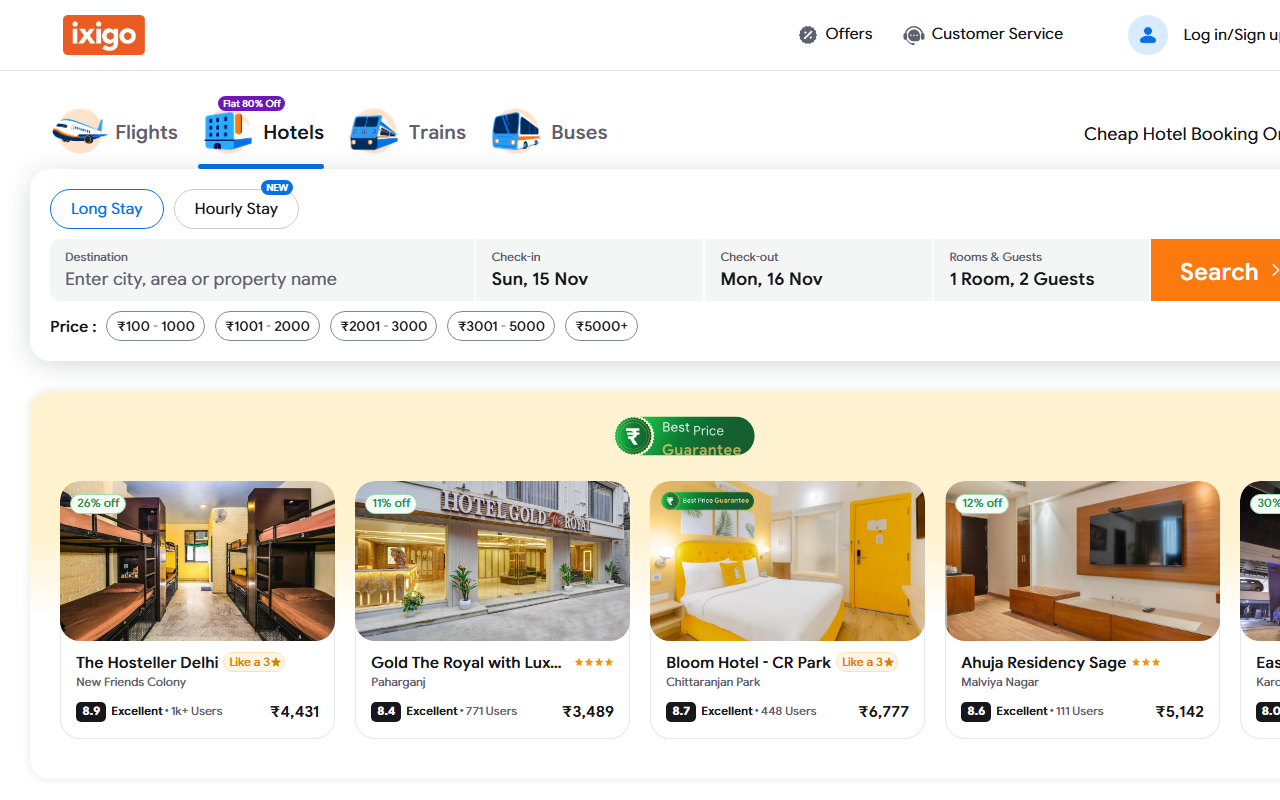 ixigo
Offers
Customer Service
Log in/Sign
Flat 80% Off
Flights
Hotels
Trains
Buses
Cheap Hotel Booking
Long Stay
Hourly Stay
NEW
Destination
Enter city, area or property name
Check-in
Sun, 15 Nov
Check-out
Mon, 16 Nov
Rooms & Guests
1 Room, 2 Guests
Search
Price :
₹100 - 1000
₹1001 - 2000
₹2001 - 3000
₹3001 - 5000
₹5000+
₹
Best Price
Guarantee
26% off
The Hosteller Delhi
Like a 3★
New Friends Colony
8.9 Excellent • 1k+ Users
₹4,431
11% off
HOTEL GOLD The ROYAL
Gold The Royal with Lux... ★★★★
Paharganj
8.4 Excellent • 771 Users
₹3,489
₹ Best Price Guarantee
Bloom Hotel - CR Park
Like a 3★
Chittaranjan Park
8.7 Excellent • 448 Users
₹6,777
12% off
Ahuja Residency Sage ★★★
Malviya Nagar
8.6 Excellent • 111 Users
₹5,142
30%
8.0